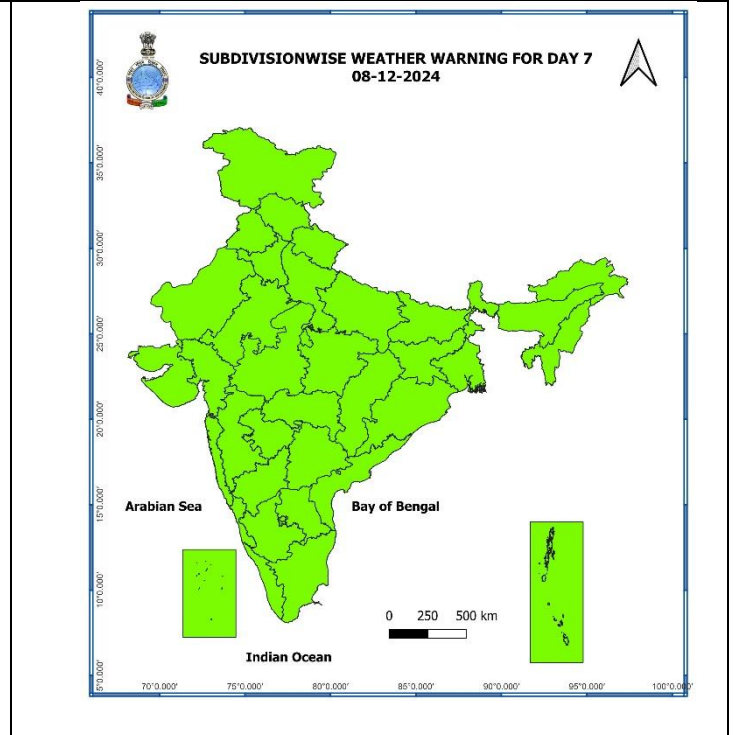 SUBDIVISIONWISE WEATHER WARNING FOR DAY 7
08-12-2024
40°0.000'
35°0.000'
30°0.000'
25°0.000'
20°0.000'
15°0.000'
10°0.000'
5°0.000'
Arabian Sea
Bay of Bengal
0 250 500 km
Indian Ocean
70°0.000' 75°0.000' 80°0.000' 85°0.000' 90°0.000' 95°0.000' 100°0.000'